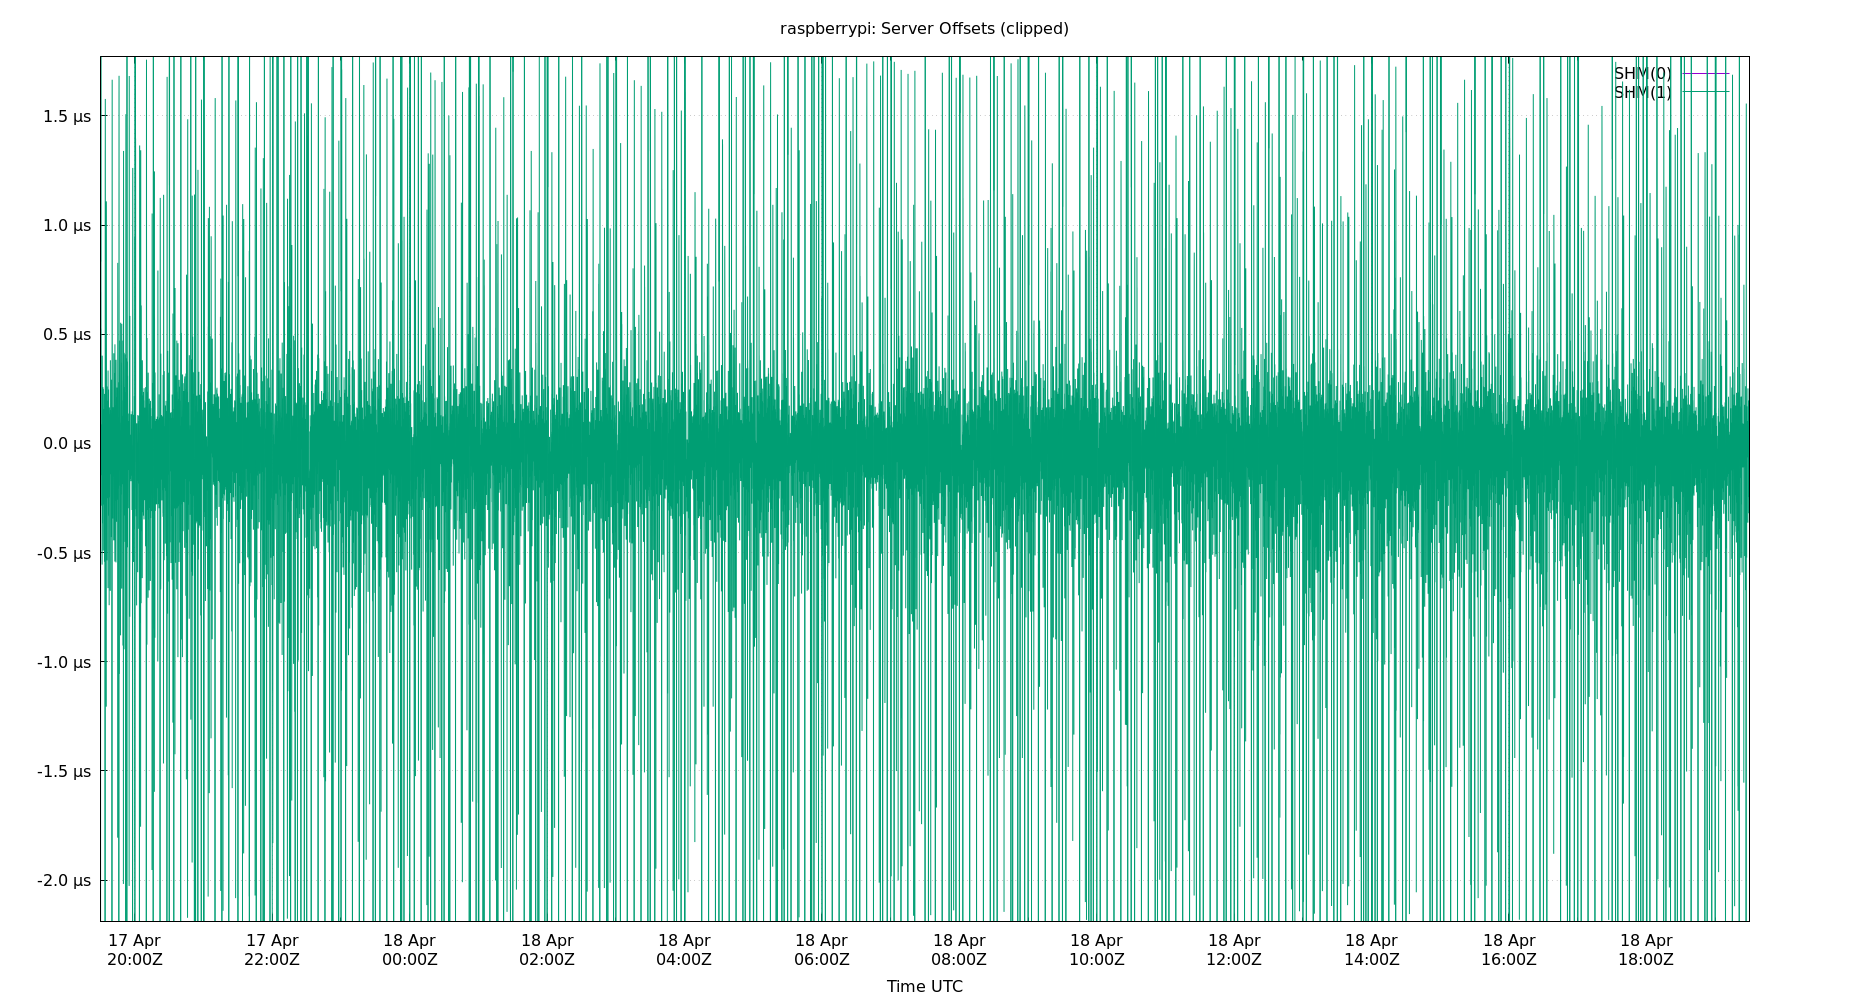 raspberrypi: Server Offsets (clipped)
SHM(0)
SHM(1)
1.5 µs
1.0 µs
0.5 µs
0.0 µs
-0.5 µs
-1.0 µs
-1.5 µs
-2.0 µs
17 Apr 17 Apr 18 Apr 18 Apr 18 Apr 18 Apr 18 Apr 18 Apr 18 Apr 18 Apr 18 Apr 18 Apr
20:00Z 22:00Z 00:00Z 02:00Z 04:00Z 06:00Z 08:00Z 10:00Z 12:00Z 14:00Z 16:00Z 18:00Z
Time UTC